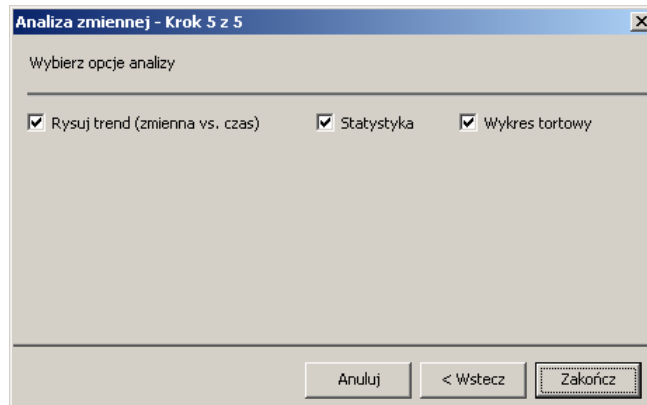 Analiza zmiennej - Krok 5 z 5
Wybierz opcje analizy
Rysuj trend (zmienna vs. czas) Statystyka Wykres tortowy
Anuluj < Wstecz Zakończ